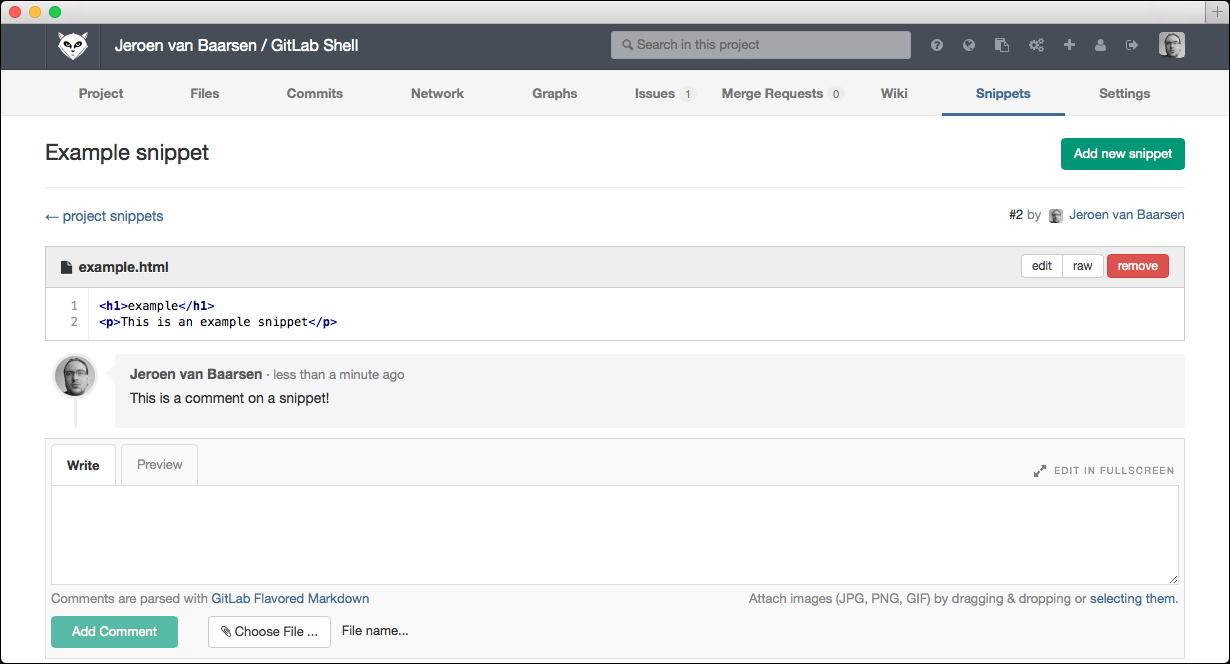 Jeroen van Baarsen / GitLab Shell
Search in this project
Project Files Commits Network Graphs Issues 1 Merge Requests 0 Wiki Snippets Settings
Example snippet
Add new snippet
← project snippets
#2 by Jeroen van Baarsen
example.html
edit raw remove
1 <h1>example</h1>
2 <p>This is an example snippet</p>
Jeroen van Baarsen · less than a minute ago
This is a comment on a snippet!
Write Preview
EDIT IN FULLSCREEN
Comments are parsed with GitLab Flavored Markdown
Attach images (JPG, PNG, GIF) by dragging & dropping or selecting them.
Add Comment Choose File ... File name...